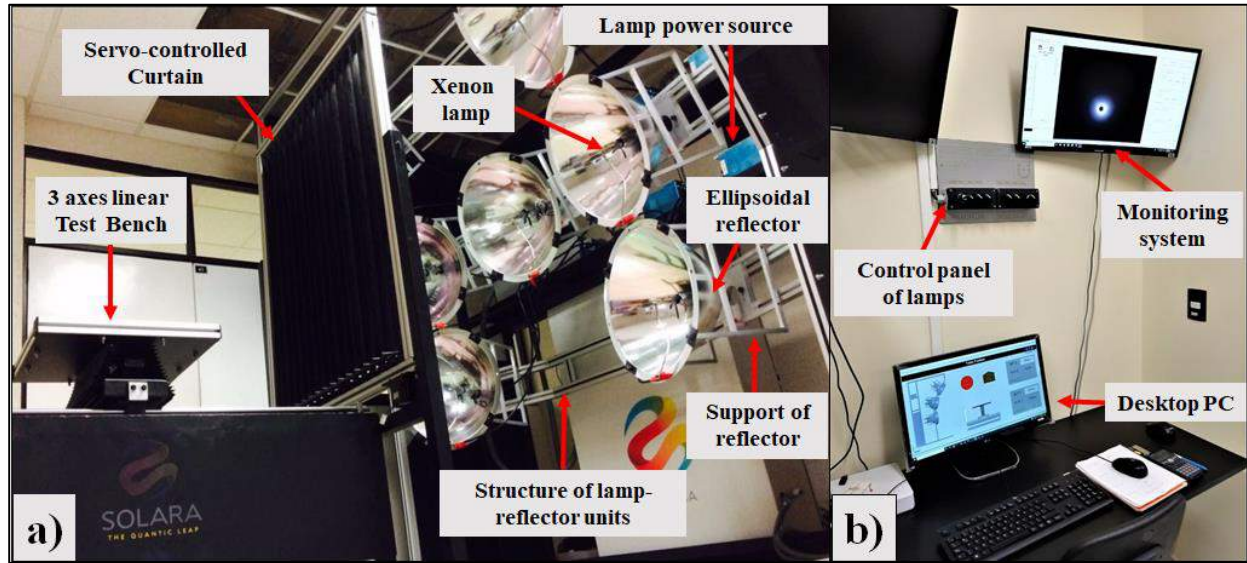 Servo-controlled
Curtain
Lamp power source
Xenon
lamp
3 axes linear
Test Bench
Ellipsoidal
reflector
Support of
reflector
Structure of lamp-
reflector units
SOLARA
THE QUANTIC LEAP
a)
Monitoring
system
Control panel
of lamps
Desktop PC
b)